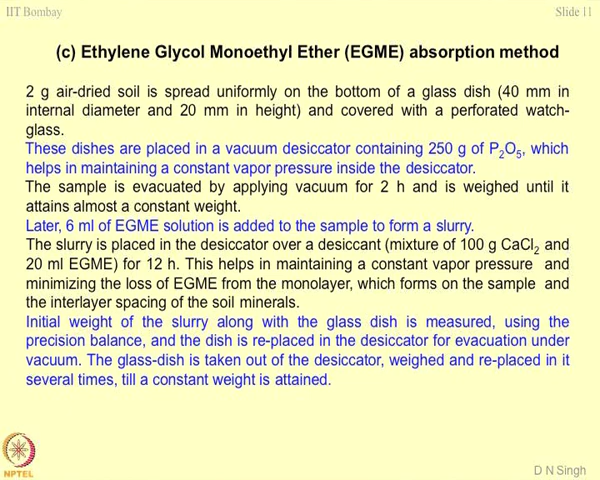 IIT Bombay
Slide 11
(c) Ethylene Glycol Monoethyl Ether (EGME) absorption method
2 g air-dried soil is spread uniformly on the bottom of a glass dish (40 mm in
internal diameter and 20 mm in height) and covered with a perforated watch-
glass.
These dishes are placed in a vacuum desiccator containing 250 g of P2O5, which
helps in maintaining a constant vapor pressure inside the desiccator.
The sample is evacuated by applying vacuum for 2 h and is weighed until it
attains almost a constant weight.
Later, 6 ml of EGME solution is added to the sample to form a slurry.
The slurry is placed in the desiccator over a desiccant (mixture of 100 g CaCl2 and
20 ml EGME) for 12 h. This helps in maintaining a constant vapor pressure and
minimizing the loss of EGME from the monolayer, which forms on the sample and
the interlayer spacing of the soil minerals.
Initial weight of the slurry along with the glass dish is measured, using the
precision balance, and the dish is re-placed in the desiccator for evacuation under
vacuum. The glass-dish is taken out of the desiccator, weighed and re-placed in it
several times, till a constant weight is attained.
NPTEL
D N Singh